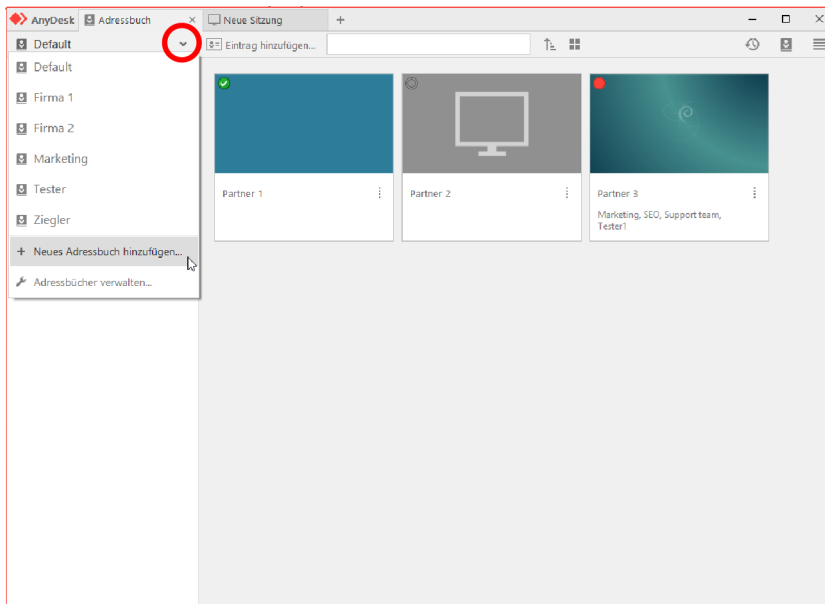 AnyDesk Adressbuch × Neue Sitzung +
Default Eintrag hinzufügen...
Default
Firma 1
Firma 2
Marketing
Tester
Ziegler
+ Neues Adressbuch hinzufügen...
Adressbücher verwalten...
Partner 1
Partner 2
Partner 3
Marketing, SEO, Support team,
Tester1